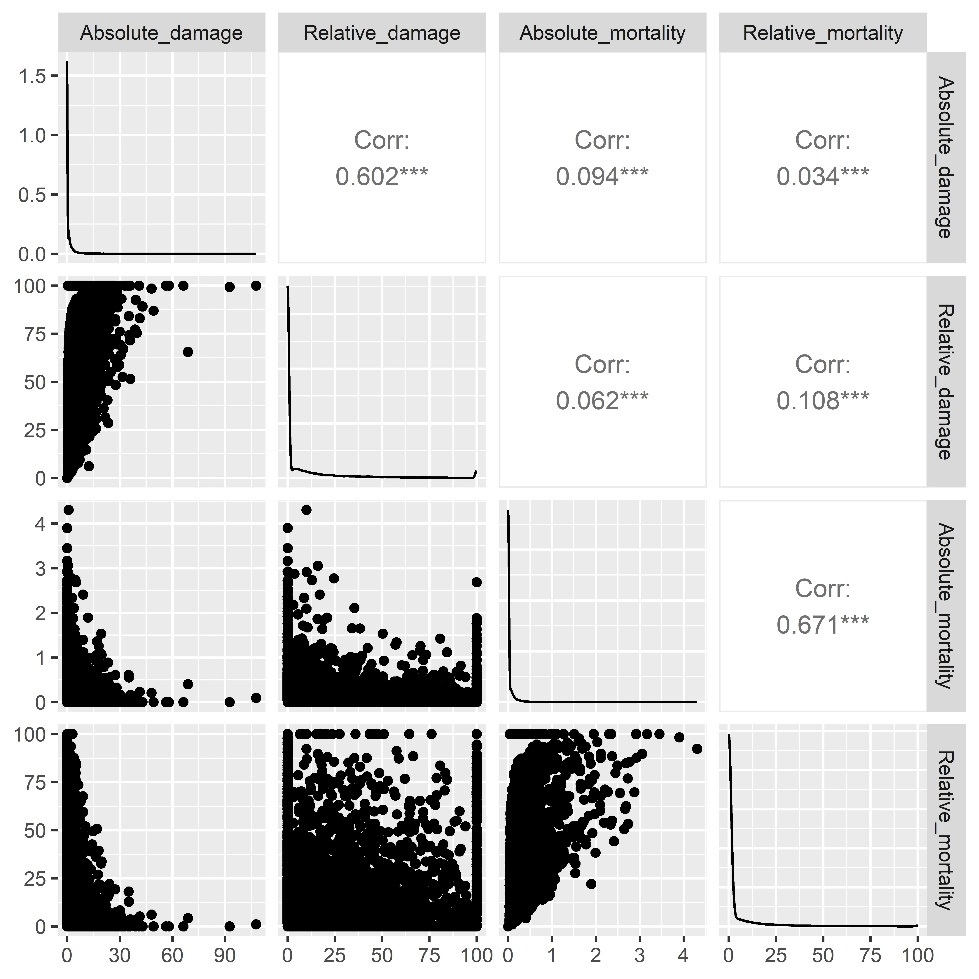 Absolute_damage Relative_damage Absolute_mortality Relative_mortality
1.5
1.0
0.5
0.0
Corr:
0.602***
Corr:
0.094***
Corr:
0.034***
Absolute_damage
100
75
50
25
0
Corr:
0.062***
Corr:
0.108***
Relative_damage
4
3
2
1
0
Corr:
0.671***
Absolute_mortality
100
75
50
25
0
Relative_mortality
0 30 60 90 0 25 50 75 100 0 1 2 3 4 0 25 50 75 100